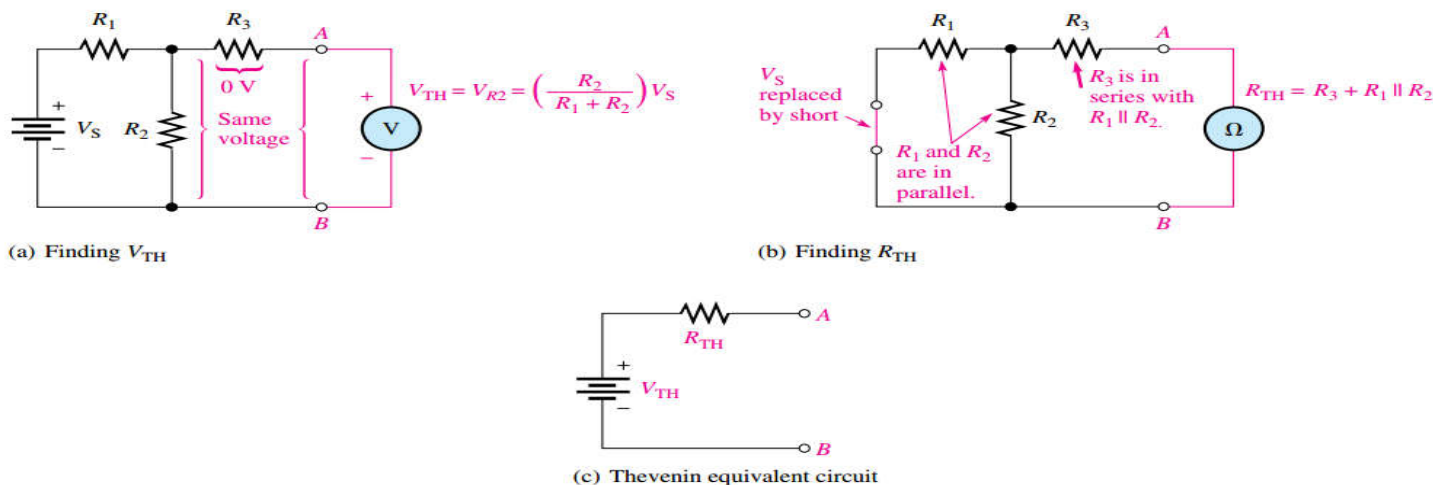 R1
R3
A
0 V
+
VS
−
R2
Same
voltage
+
V
−
VTH = VR2 = (R2 / R1 + R2) VS
B
(a) Finding VTH
R1
R3
A
VS
replaced
by short
R3 is in
series with
R1 || R2.
R2
R1 and R2
are in
parallel.
RTH = R3 + R1 || R2
Ω
B
(b) Finding RTH
RTH
A
+
VTH
−
B
(c) Thevenin equivalent circuit